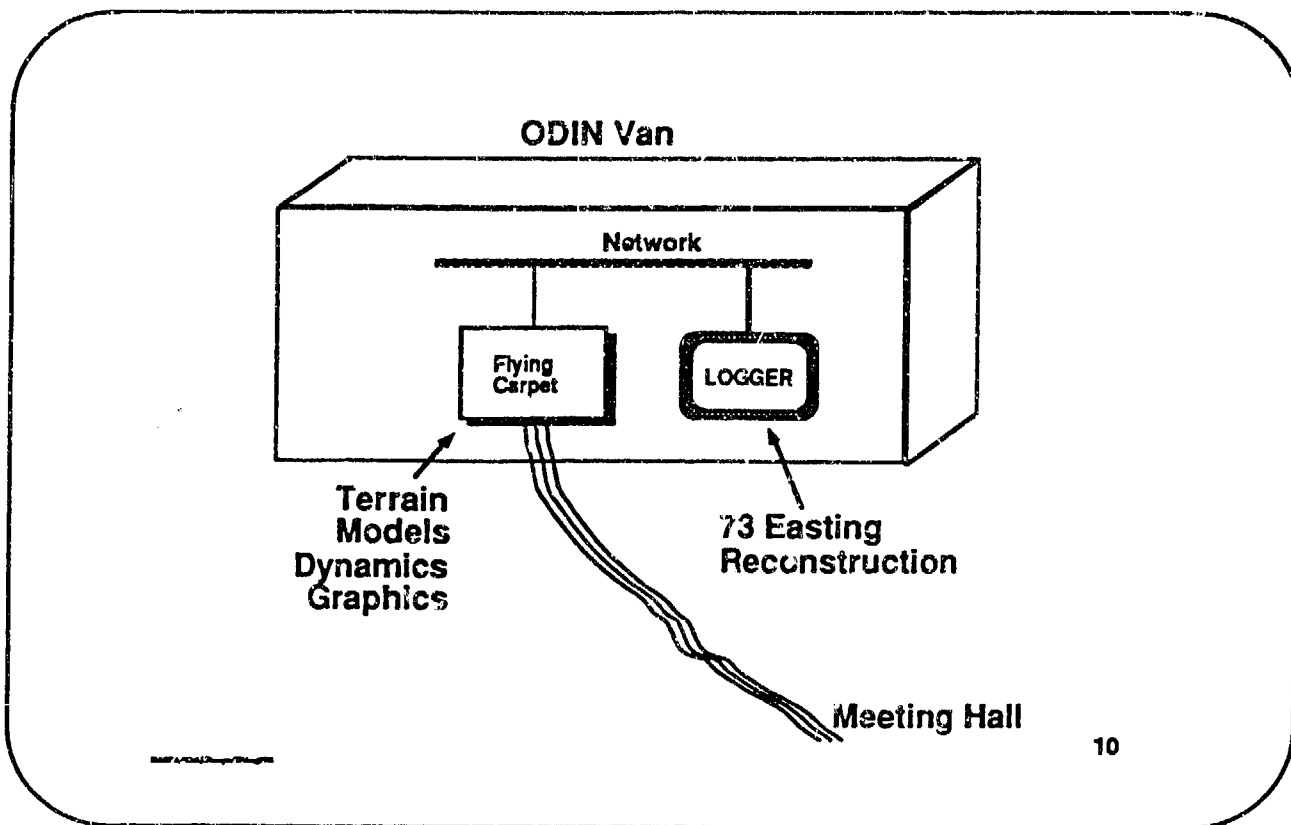 ODIN Van
Network
Flying
Carpet
LOGGER
Terrain
Models
Dynamics
Graphics
73 Easting
Reconstruction
Meeting Hall
10